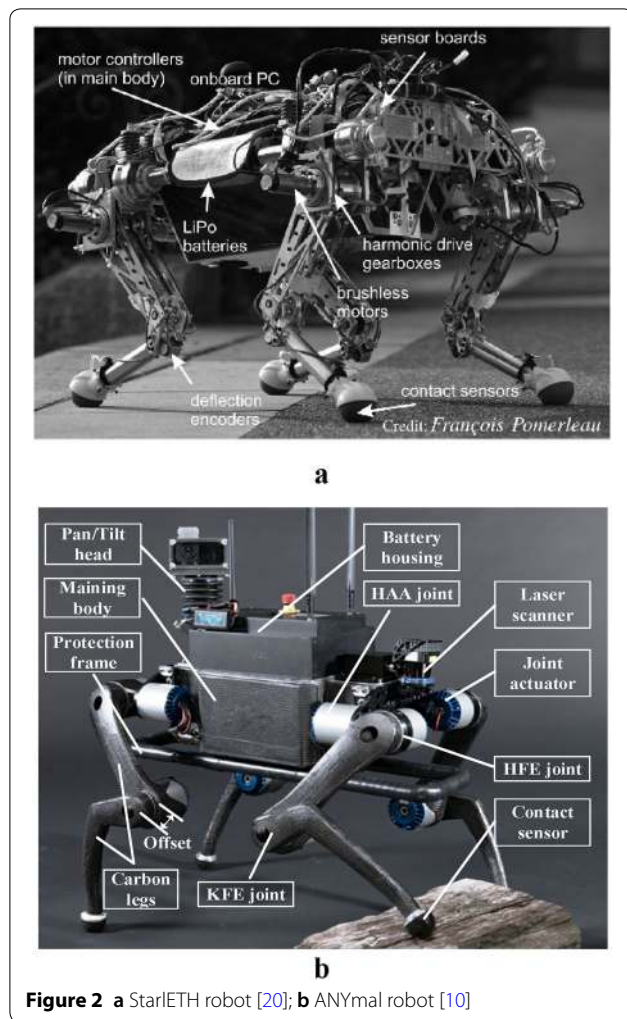 sensor boards
motor controllers
(in main body)
onboard PC
LiPo
batteries
harmonic drive
gearboxes
brushless
motors
deflection
encoders
contact sensors
Credit: François Pomerleau
a
Pan/Tilt
head
Battery
housing
Maining
body
HAA joint
Laser
scanner
Protection
frame
Joint
actuator
HFE joint
Offset
Contact
sensor
Carbon
legs
KFE joint
b
Figure 2 a StarlETH robot [20]; b ANYmal robot [10]